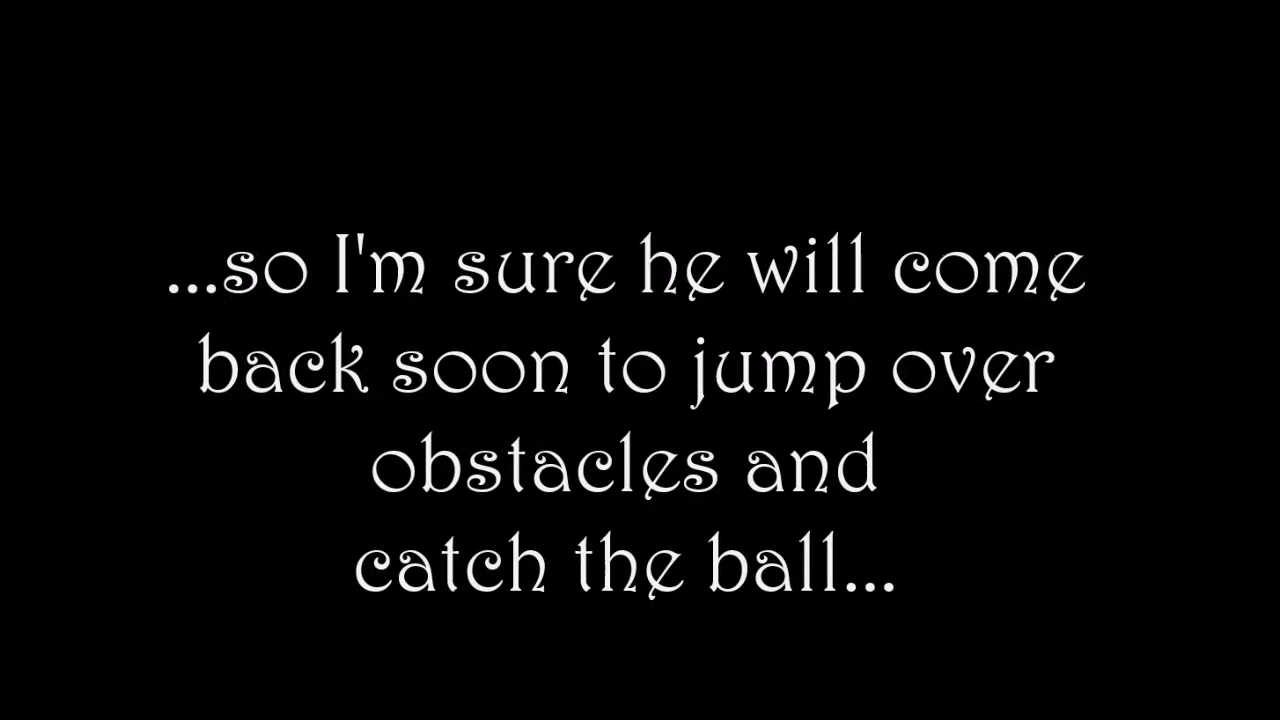 ...so I'm sure he will come
back soon to jump over
obstacles and
catch the ball...